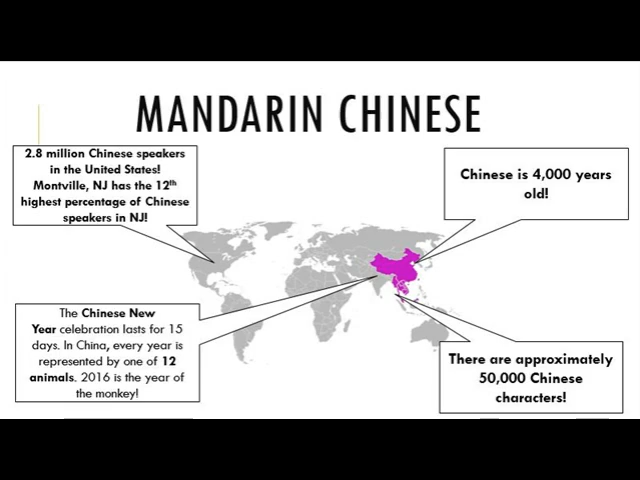 MANDARIN CHINESE
2.8 million Chinese speakers
in the United States!
Montville, NJ has the 12th
highest percentage of Chinese
speakers in NJ!
Chinese is 4,000 years
old!
The Chinese New
Year celebration lasts for 15
days. In China, every year is
represented by one of 12
animals. 2016 is the year of
the monkey!
There are approximately
50,000 Chinese
characters!